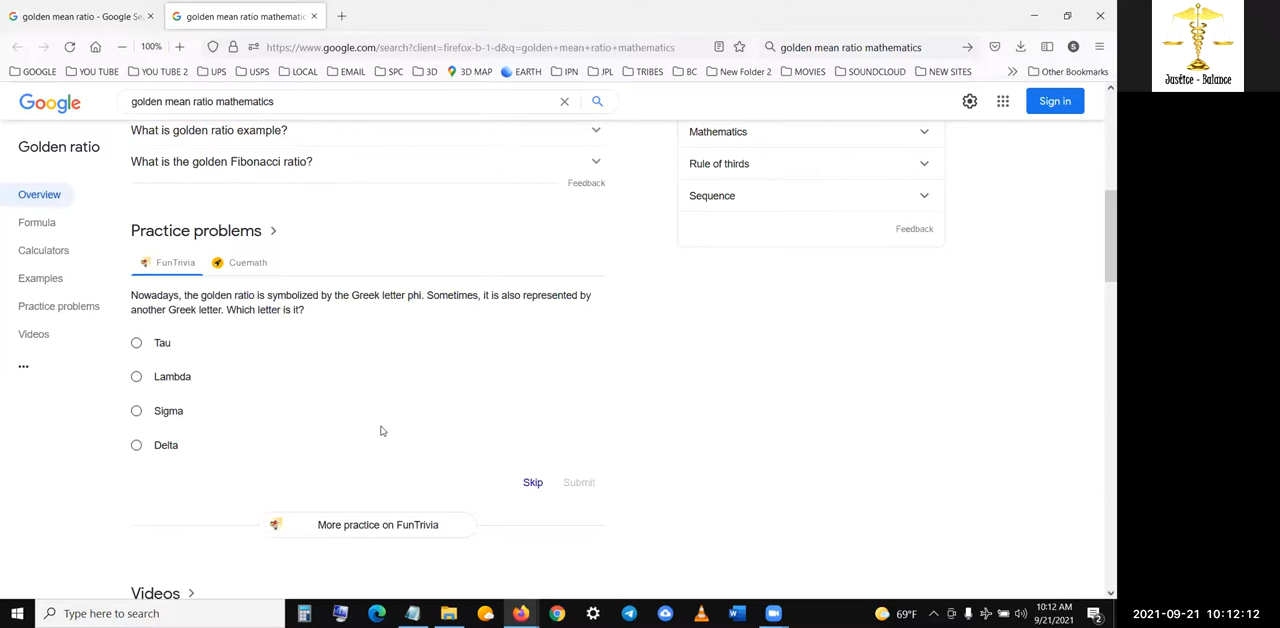 golden mean ratio - Google Se
golden mean ratio mathematic
100%
https://www.google.com/search?client=firefox-b-1-d&q=golden+mean+ratio+mathematics
golden mean ratio mathematics
GOOGLE
YOU TUBE
YOU TUBE 2
UPS
USPS
LOCAL
EMAIL
SPC
3D
3D MAP
EARTH
IPN
JPL
TRIBES
BC
New Folder 2
MOVIES
SOUNDCLOUD
NEW SITES
Other Bookmarks
Justice - Balance
Google
golden mean ratio mathematics
Sign in
Golden ratio
Overview
Formula
Calculators
Examples
Practice problems
Videos
...
What is golden ratio example?
What is the golden Fibonacci ratio?
Feedback
Practice problems
FunTrivia
Cuemath
Nowadays, the golden ratio is symbolized by the Greek letter phi. Sometimes, it is also represented by
another Greek letter. Which letter is it?
Tau
Lambda
Sigma
Delta
Skip
Submit
More practice on FunTrivia
Videos
Mathematics
Rule of thirds
Sequence
Feedback
Type here to search
69°F
10:12 AM
9/21/2021
2
2021-09-21 10:12:12